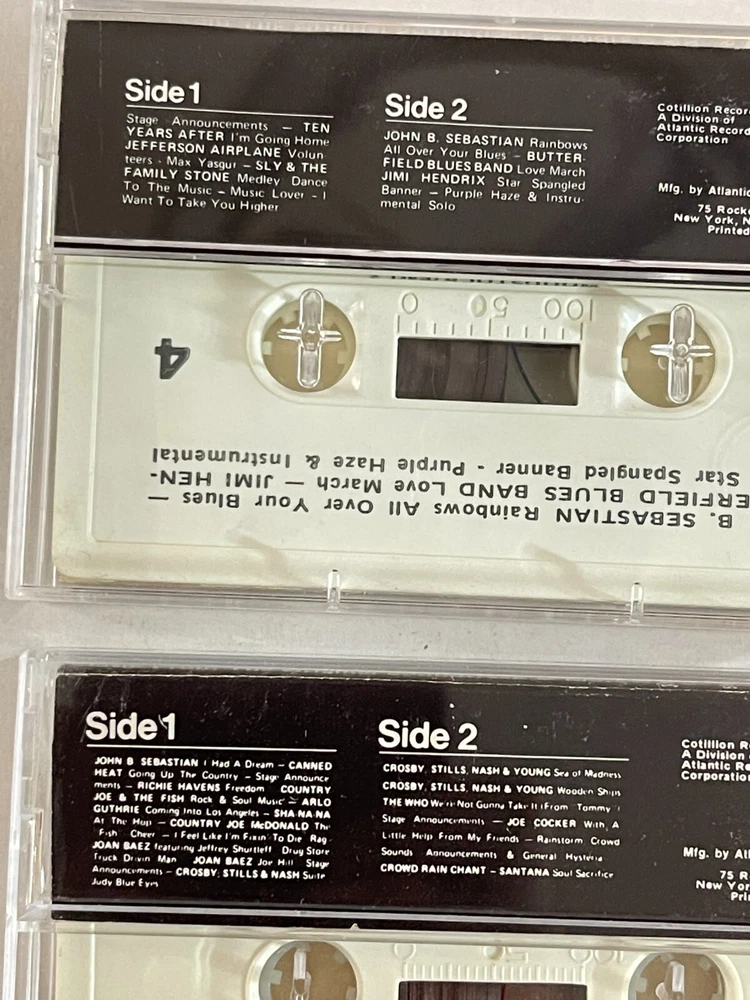 Side 1
Stage Announcements – TEN
YEARS AFTER I'm Going Home
JEFFERSON AIRPLANE Volun-
teers - Max Yasgur – SLY & THE
FAMILY STONE Medley Dance
To The Music – Music Lover – I
Want To Take You Higher
Side 2
JOHN B. SEBASTIAN Rainbows
All Over Your Blues – BUTTER-
FIELD BLUES BAND Love March
JIMI HENDRIX Star Spangled
Banner – Purple Haze & Instru-
mental Solo
Cotillion Recor
A Division of
Atlantic Record
Corporation
Mfg. by Atlantic
75 Rocke
New York, N
Printed
0 50 100
4
B. SEBASTIAN Rainbows All Over Your Blues —
ERFIELD BLUES BAND Love March — JIMI HEN-
Star Spangled Banner - Purple Haze & Instrumental
Side 1
JOHN B SEBASTIAN I Had A Dream – CANNED
HEAT Going Up The Country – Stage Announce
ments – RICHIE HAVENS Freedom COUNTRY
JOE & THE FISH Rock & Soul Music – ARLO
GUTHRIE Coming Into Los Angeles – SHA-NA-NA
At The Hop – COUNTRY JOE McDONALD The
"Fish" Cheer – I Feel Like I'm Fixin' To Die Rag
JOAN BAEZ featuring Jeffrey Shurtleff Drug Store
Truck Drivin Man JOAN BAEZ Joe Hill Stage
Announcements – CROSBY, STILLS & NASH Suite
Judy Blue Eyes
Side 2
CROSBY, STILLS, NASH & YOUNG Sea of Madness
CROSBY, STILLS, NASH & YOUNG Wooden Ships
THE WHO We're Not Gunna Take It (From Tommy)
Stage Announcements – JOE COCKER With A
Little Help From My Friends – Rainstorm Crowd
Sounds Announcements & General Hysteria
CROWD RAIN CHANT – SANTANA Soul Sacrifice
Cotillion R
A Division
Atlantic Re
Corporation
Mfg. by Atl
75 R
New York
Pri
0 50 100